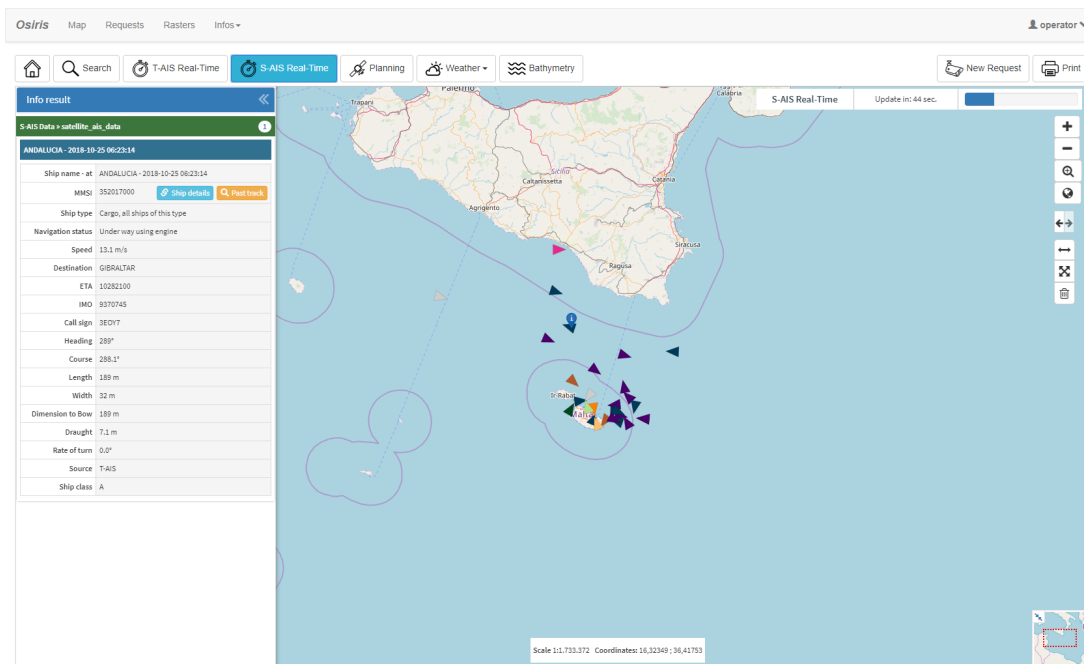 Osiris Map Requests Rasters Infos operator
Search T-AIS Real-Time S-AIS Real-Time Planning Weather Bathymetry New Request Print
Info result
S-AIS Data » satellite_ais_data 1
ANDALUCIA - 2018-10-25 06:23:14
Ship name - at ANDALUCIA - 2018-10-25 06:23:14
MMSI 352017000 Ship details Past track
Ship type Cargo, all ships of this type
Navigation status Under way using engine
Speed 13.1 m/s
Destination GIBRALTAR
ETA 10282100
IMO 9370745
Call sign 3EOY7
Heading 289°
Course 288.1°
Length 189 m
Width 32 m
Dimension to Bow 189 m
Draught 7.1 m
Rate of turn 0.0°
Source T-AIS
Ship class A
S-AIS Real-Time Update in: 44 sec.
Palermo
Calabria
Trapani
Sicilia
Caltanissetta
Catania
Agrigento
Siracusa
Ragusa
Ir-Rabat
Malta
Scale 1:1.733.372 Coordinates: 16,32349 ; 36,41753